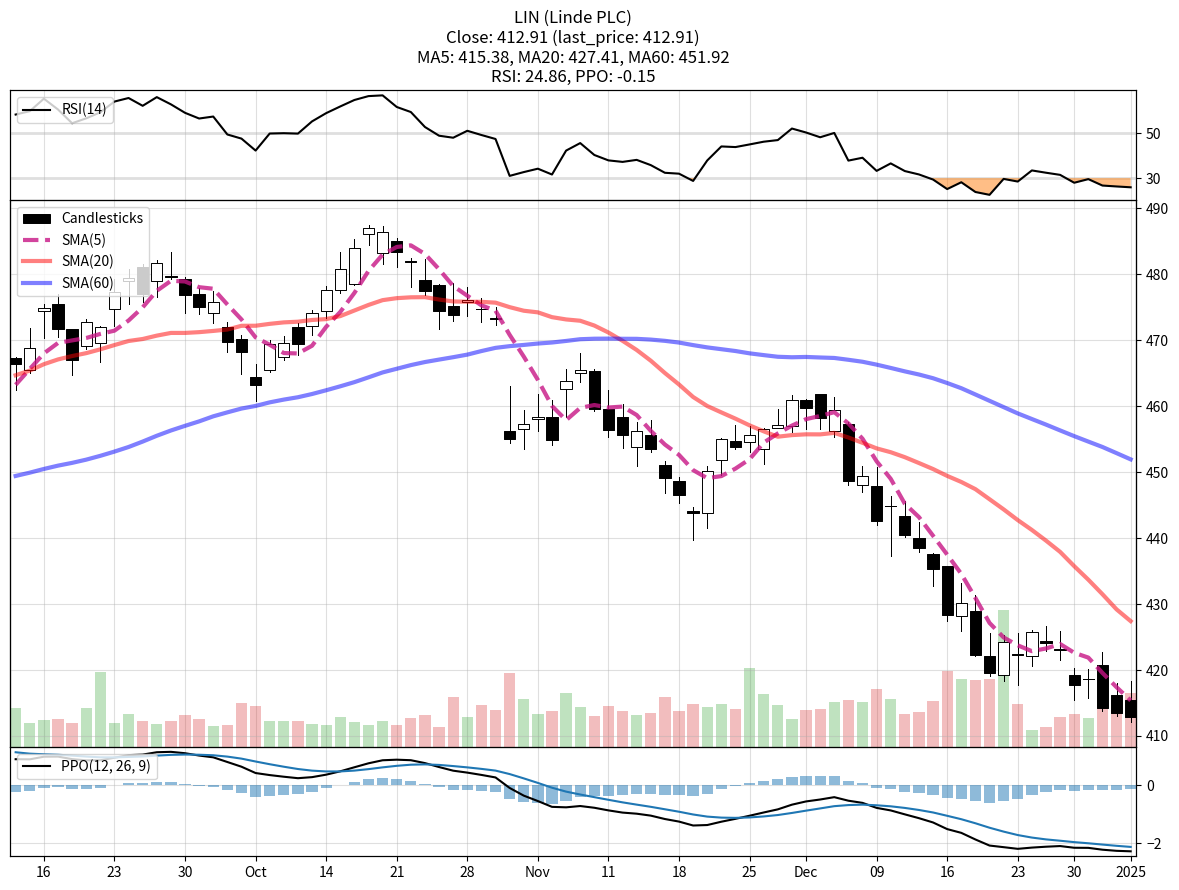 LIN (Linde PLC)
Close: 412.91 (last_price: 412.91)
MA5: 415.38, MA20: 427.41, MA60: 451.92
RSI: 24.86, PPO: -0.15
RSI(14)
50
30
Candlesticks
SMA(5)
SMA(20)
SMA(60)
490
480
470
460
450
440
430
420
410
PPO(12, 26, 9)
0
−2
16 23 30 Oct 14 21 28 Nov 11 18 25 Dec 09 16 23 30 2025